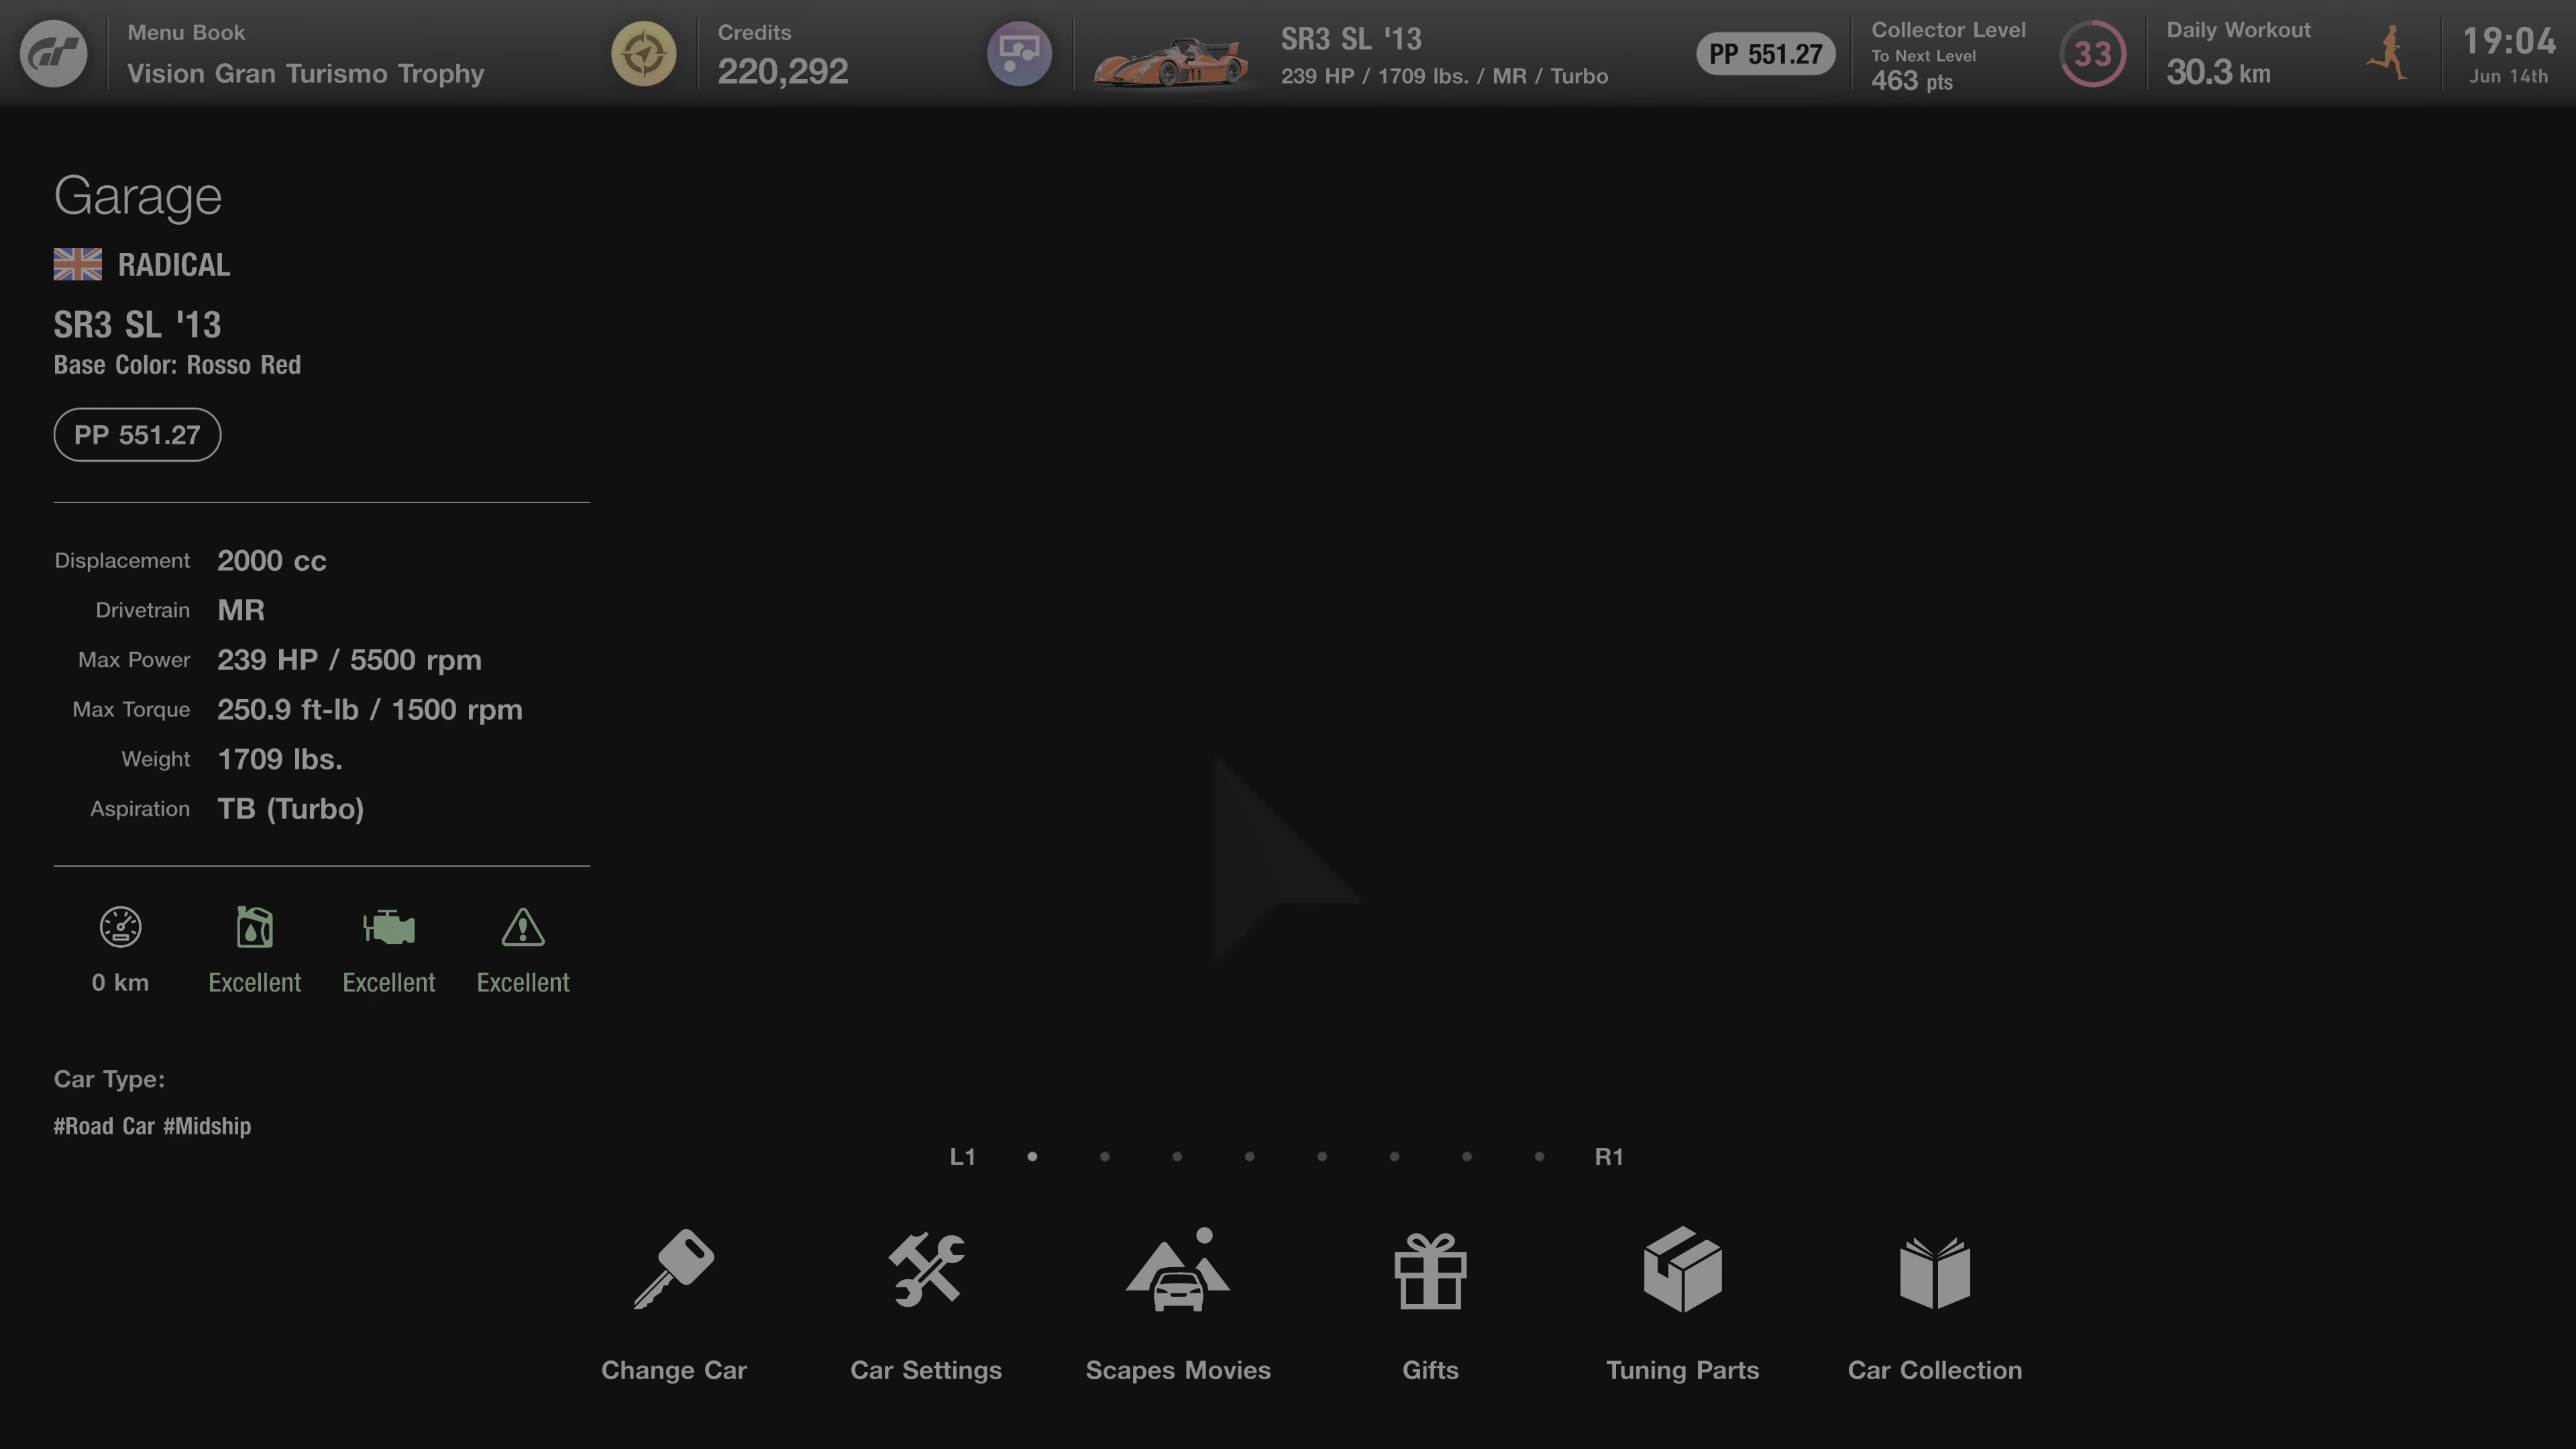 Menu Book
Vision Gran Turismo Trophy
Credits
220,292
SR3 SL '13
239 HP / 1709 lbs. / MR / Turbo
PP 551.27
Collector Level
To Next Level
463 pts
33
Daily Workout
30.3 km
19:04
Jun 14th
Garage
RADICAL
SR3 SL '13
Base Color: Rosso Red
PP 551.27
Displacement 2000 cc
Drivetrain MR
Max Power 239 HP / 5500 rpm
Max Torque 250.9 ft-lb / 1500 rpm
Weight 1709 lbs.
Aspiration TB (Turbo)
0 km Excellent Excellent Excellent
Car Type:
#Road Car #Midship
L1 R1
Change Car Car Settings Scapes Movies Gifts Tuning Parts Car Collection